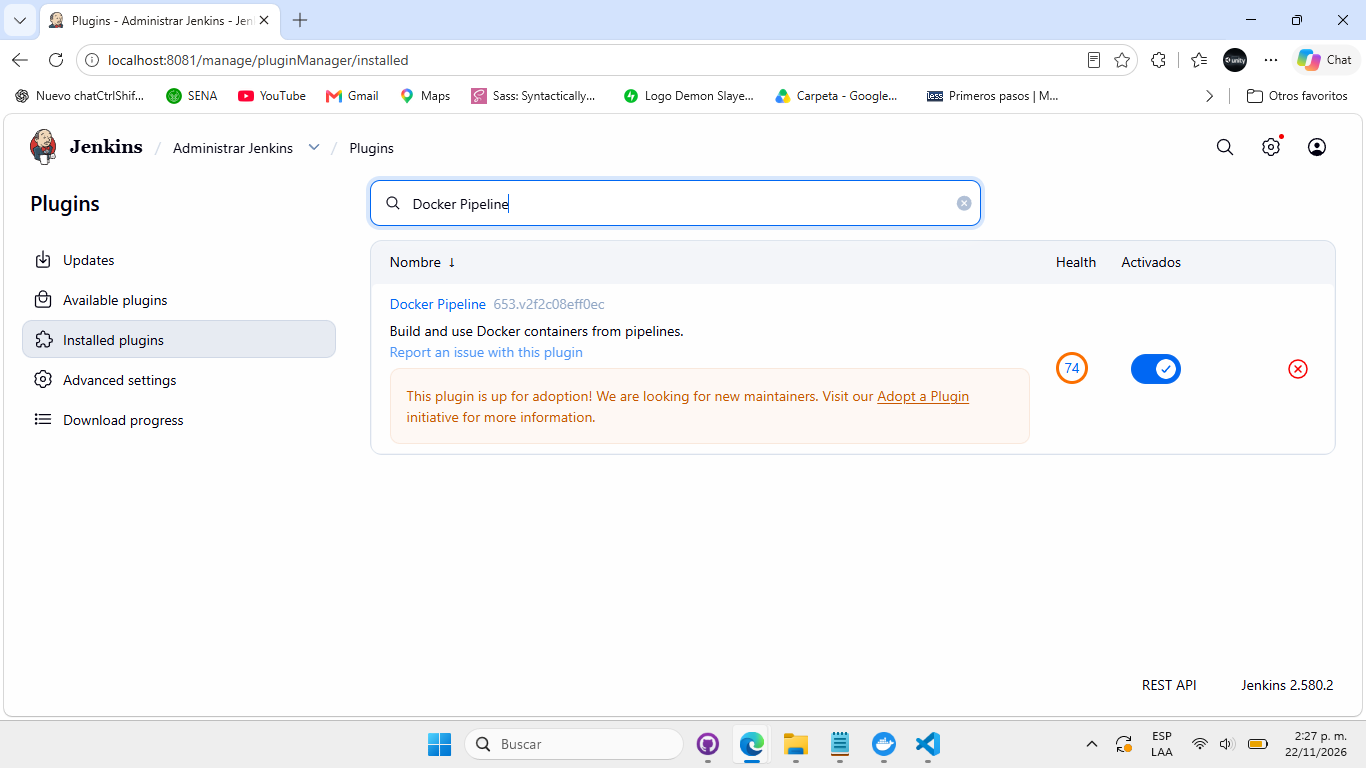 Plugins - Administrar Jenkins - Jen
localhost:8081/manage/pluginManager/installed
Chat
Nuevo chatCtrlShif...
SENA
YouTube
Gmail
Maps
Sass: Syntactically...
Logo Demon Slaye...
Carpeta - Google...
Primeros pasos | M...
Otros favoritos
Jenkins / Administrar Jenkins / Plugins
Plugins
Updates
Available plugins
Installed plugins
Advanced settings
Download progress
Docker Pipeline
Nombre ↓ Health Activados
Docker Pipeline 653.v2f2c08eff0ec
Build and use Docker containers from pipelines.
Report an issue with this plugin
This plugin is up for adoption! We are looking for new maintainers. Visit our Adopt a Plugin
initiative for more information.
74
REST API Jenkins 2.580.2
Buscar
ESP
LAA
2:27 p. m.
22/11/2026